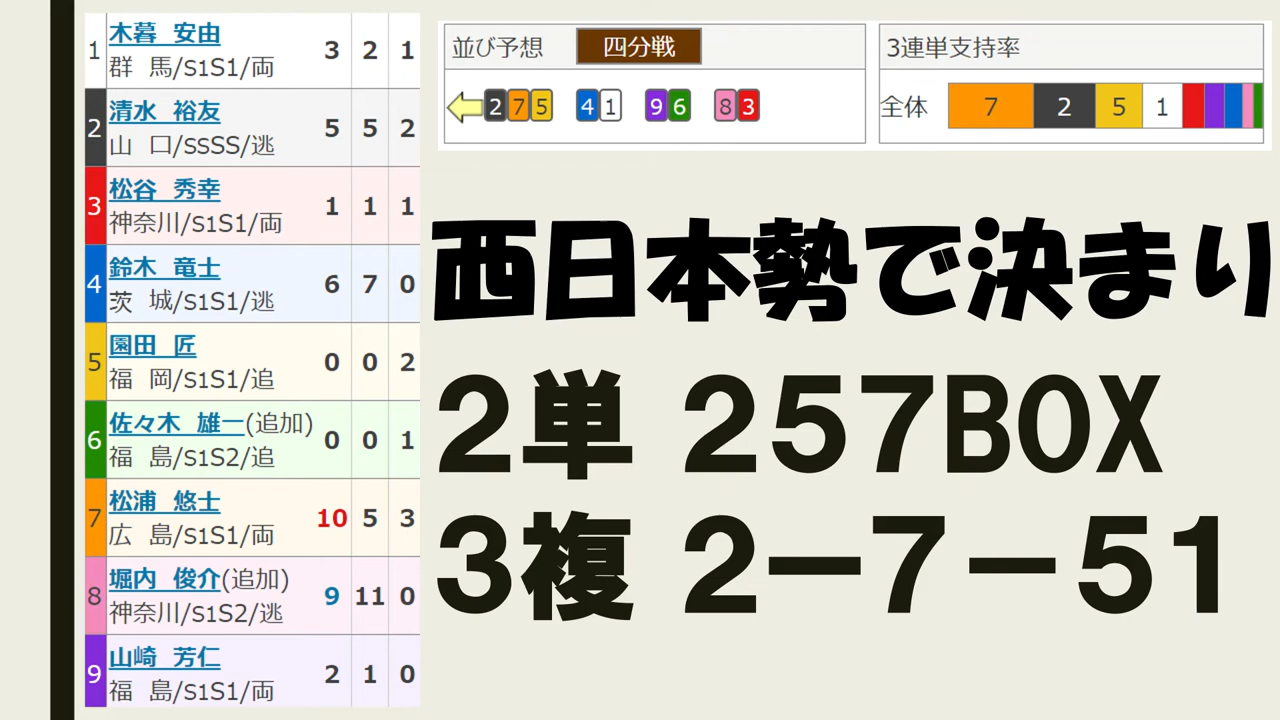 1 木暮 安由 3 2 1
群 馬/S1S1/両
2 清水 裕友 5 5 2
山 口/SSSS/逃
3 松谷 秀幸 1 1 1
神奈川/S1S1/両
4 鈴木 竜士 6 7 0
茨 城/S1S1/逃
5 園田 匠 0 0 2
福 岡/S1S1/追
6 佐々木 雄一(追加) 0 0 1
福 島/S1S2/追
7 松浦 悠士 10 5 3
広 島/S1S1/両
8 堀内 俊介(追加) 9 11 0
神奈川/S1S2/逃
9 山崎 芳仁 2 1 0
福 島/S1S1/両
並び予想 四分戦
2 7 5 4 1 9 6 8 3
3連単支持率
全体 7 2 5 1
西日本勢で決まり
2単 257BOX
3複 2ー7－51